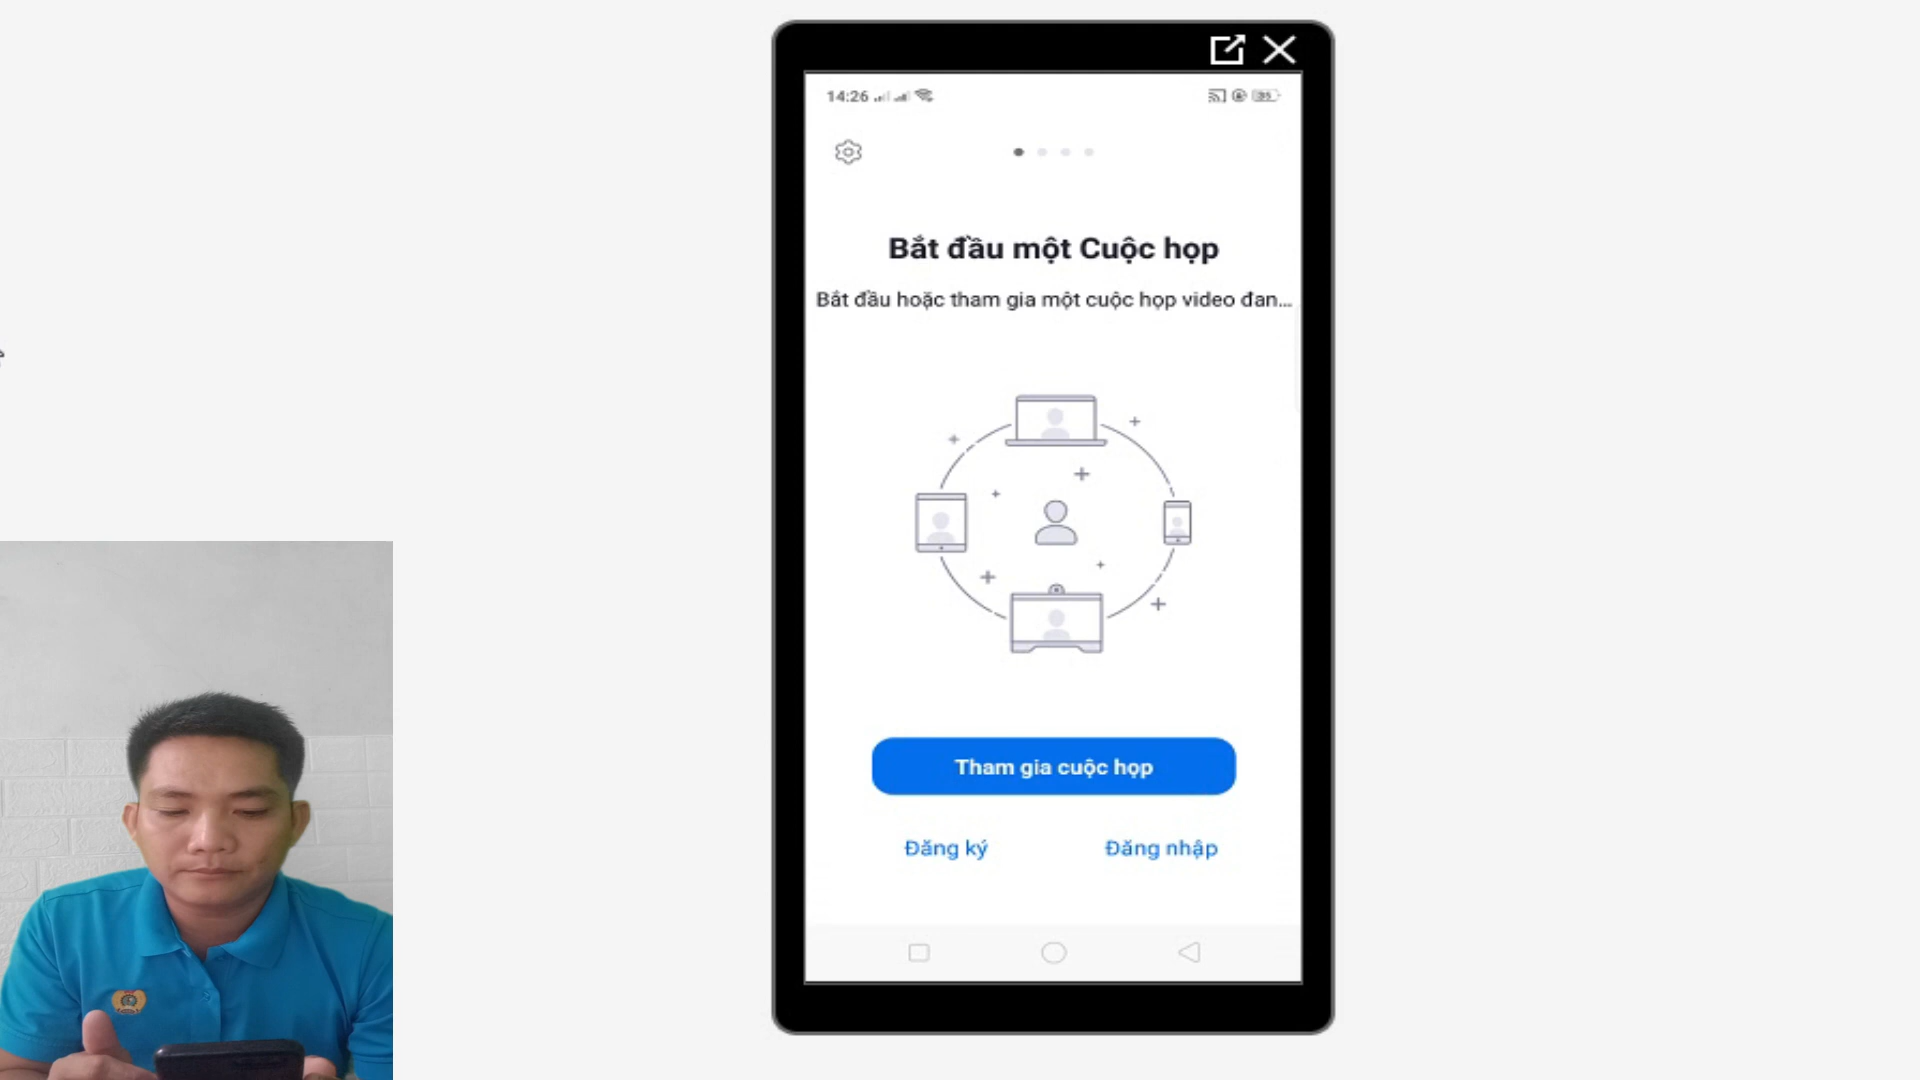 14:26
Bắt đầu một Cuộc họp
Bắt đầu hoặc tham gia một cuộc họp video đan...
Tham gia cuộc họp
Đăng ký
Đăng nhập